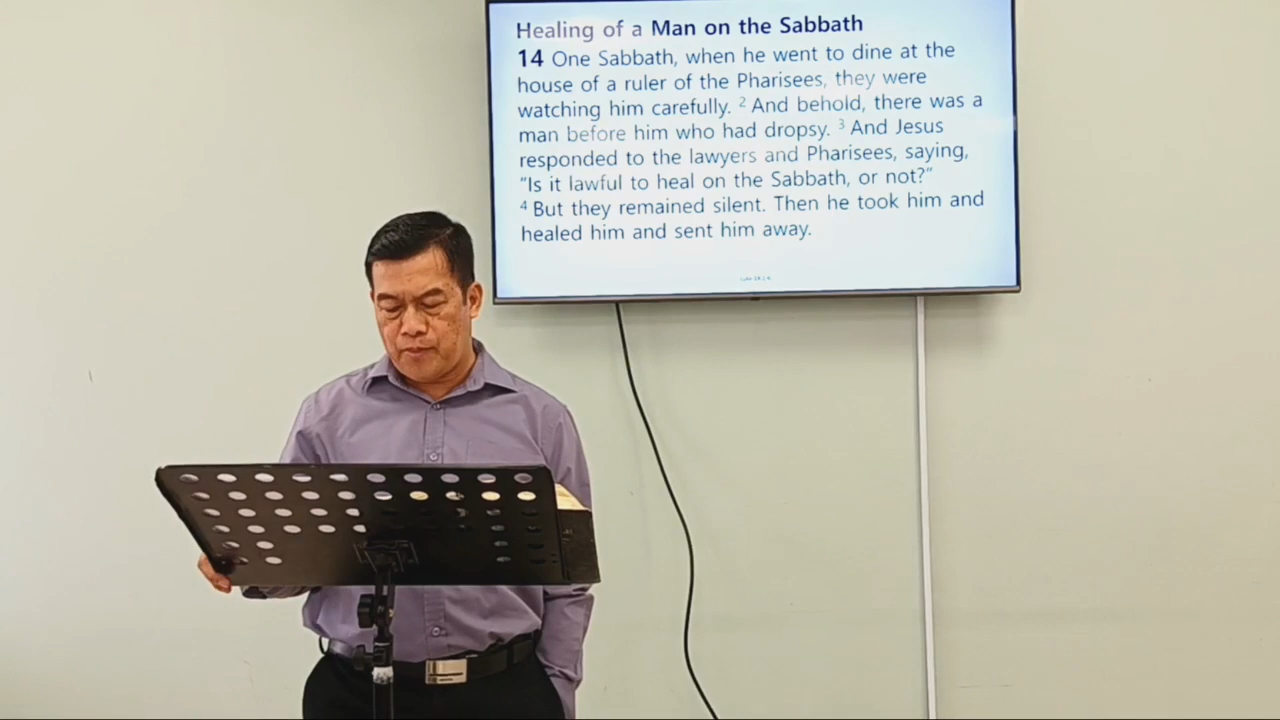 Healing of a Man on the Sabbath
14 One Sabbath, when he went to dine at the
house of a ruler of the Pharisees, they were
watching him carefully. 2 And behold, there was a
man before him who had dropsy. 3 And Jesus
responded to the lawyers and Pharisees, saying,
“Is it lawful to heal on the Sabbath, or not?”
4 But they remained silent. Then he took him and
healed him and sent him away.